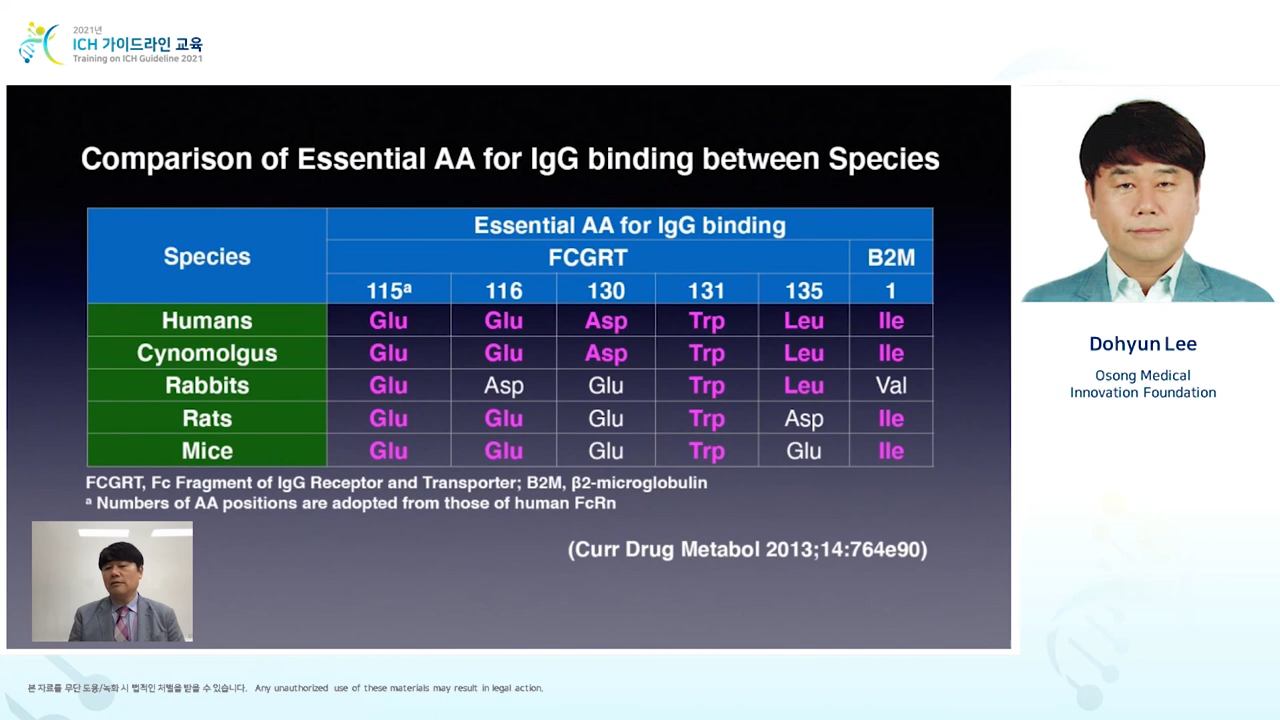 2021년
ICH 가이드라인 교육
Training on ICH Guideline 2021
Comparison of Essential AA for IgG binding between Species
Species Essential AA for IgG binding
FCGRT B2M
115ᵃ 116 130 131 135 1
Humans Glu Glu Asp Trp Leu Ile
Cynomolgus Glu Glu Asp Trp Leu Ile
Rabbits Glu Asp Glu Trp Leu Val
Rats Glu Glu Glu Trp Asp Ile
Mice Glu Glu Glu Trp Glu Ile
FCGRT, Fc Fragment of IgG Receptor and Transporter; B2M, β2-microglobulin
ᵃ Numbers of AA positions are adopted from those of human FcRn
(Curr Drug Metabol 2013;14:764e90)
Dohyun Lee
Osong Medical
Innovation Foundation
본 자료를 무단 도용/녹화 시 법적인 처벌을 받을 수 있습니다. Any unauthorized use of these materials may result in legal action.